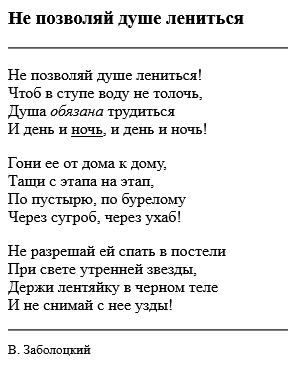 Не позволяй душе лениться
Не позволяй душе лениться!
Чтоб в ступе воду не толочь,
Душа обязана трудиться
И день и ночь, и день и ночь!
Гони ее от дома к дому,
Тащи с этапа на этап,
По пустырю, по бурелому
Через сугроб, через ухаб!
Не разрешай ей спать в постели
При свете утренней звезды,
Держи лентяйку в черном теле
И не снимай с нее узды!
В. Заболоцкий